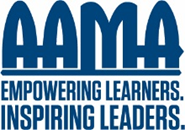 AAMA
EMPOWERING LEARNERS.
INSPIRING LEADERS.